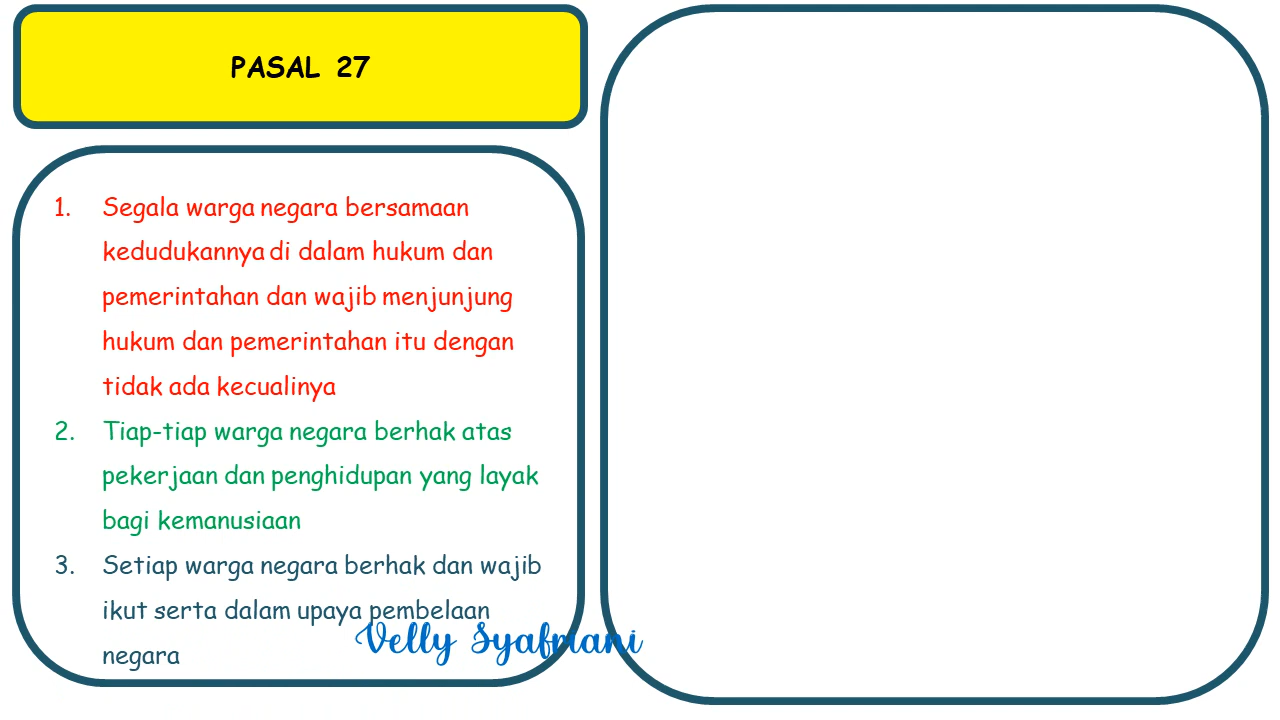 PASAL 27
1. Segala warga negara bersamaan
kedudukannya di dalam hukum dan
pemerintahan dan wajib menjunjung
hukum dan pemerintahan itu dengan
tidak ada kecualinya
2. Tiap-tiap warga negara berhak atas
pekerjaan dan penghidupan yang layak
bagi kemanusiaan
3. Setiap warga negara berhak dan wajib
ikut serta dalam upaya pembelaan
negara
Velly Syafriani